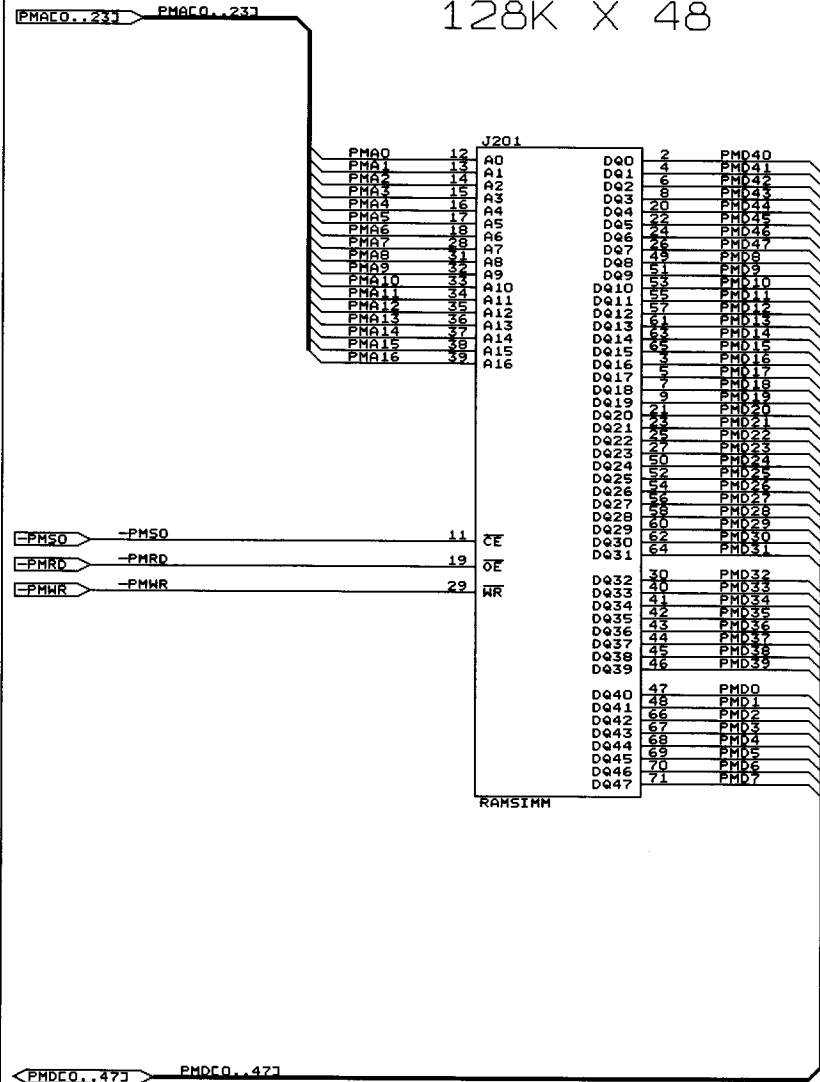 PMA[0..23] PMA[0..23]
128K X 48
J201
PMA0 12 A0 DQ0 2 PMD40
PMA1 13 A1 DQ1 4 PMD41
PMA2 14 A2 DQ2 6 PMD42
PMA3 15 A3 DQ3 8 PMD43
PMA4 16 A4 DQ4 20 PMD44
PMA5 17 A5 DQ5 22 PMD45
PMA6 18 A6 DQ6 24 PMD46
PMA7 28 A7 DQ7 26 PMD47
PMA8 31 A8 DQ8 49 PMD8
PMA9 32 A9 DQ9 51 PMD9
PMA10 33 A10 DQ10 53 PMD10
PMA11 34 A11 DQ11 55 PMD11
PMA12 35 A12 DQ12 57 PMD12
PMA13 36 A13 DQ13 61 PMD13
PMA14 37 A14 DQ14 63 PMD14
PMA15 38 A15 DQ15 65 PMD15
PMA16 39 A16 DQ16 3 PMD16
DQ17 5 PMD17
DQ18 7 PMD18
DQ19 9 PMD19
DQ20 21 PMD20
DQ21 23 PMD21
DQ22 25 PMD22
DQ23 27 PMD23
DQ24 50 PMD24
DQ25 52 PMD25
DQ26 54 PMD26
DQ27 56 PMD27
DQ28 58 PMD28
DQ29 60 PMD29
-PMS0 -PMS0 11 CE DQ30 62 PMD30
DQ31 64 PMD31
-PMRD -PMRD 19 OE
DQ32 30 PMD32
-PMWR -PMWR 29 WR DQ33 40 PMD33
DQ34 41 PMD34
DQ35 42 PMD35
DQ36 43 PMD36
DQ37 44 PMD37
DQ38 45 PMD38
DQ39 46 PMD39
DQ40 47 PMD0
DQ41 48 PMD1
DQ42 66 PMD2
DQ43 67 PMD3
DQ44 68 PMD4
DQ45 69 PMD5
DQ46 70 PMD6
DQ47 71 PMD7
RAMSIMM
PMD[0..47] PMD[0..47]